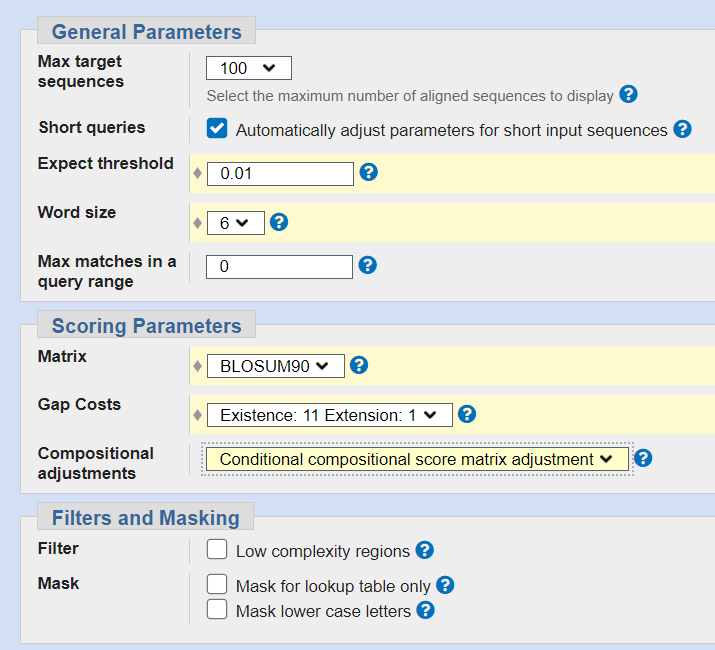 General Parameters
Max target
sequences
100
Select the maximum number of aligned sequences to display ?
Short queries
Automatically adjust parameters for short input sequences ?
Expect threshold
0.01 ?
Word size
6 ?
Max matches in a
query range
0 ?
Scoring Parameters
Matrix
BLOSUM90 ?
Gap Costs
Existence: 11 Extension: 1 ?
Compositional
adjustments
Conditional compositional score matrix adjustment ?
Filters and Masking
Filter
Low complexity regions ?
Mask
Mask for lookup table only ?
Mask lower case letters ?